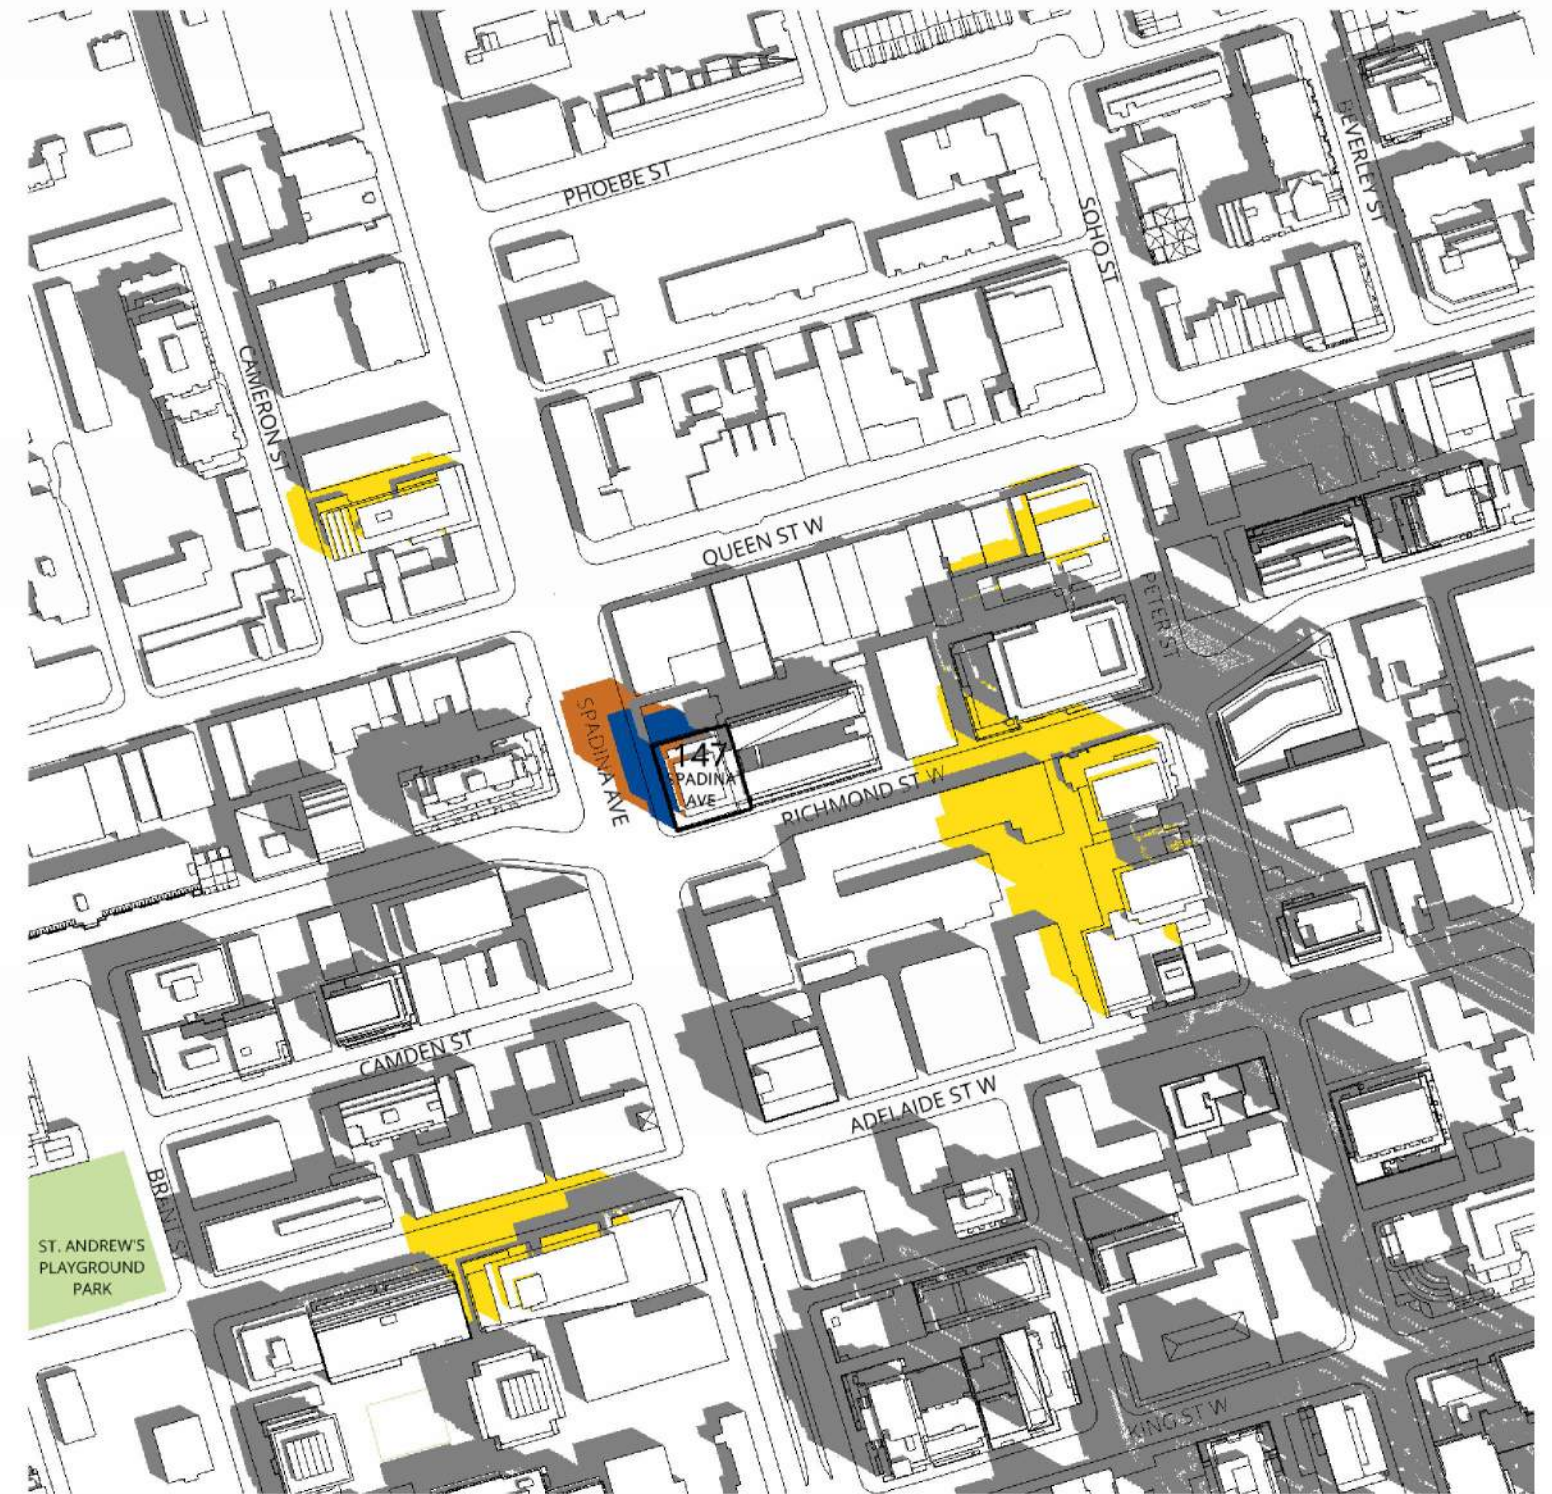 PHOEBE ST
BEVERLEY ST
SOHO ST
CAMERON ST
QUEEN ST W
PETER ST
SPADINA AVE
147
SPADINA
AVE
RICHMOND ST W
CAMDEN ST
ADELAIDE ST W
BRANT
ST. ANDREW'S
PLAYGROUND
PARK
KING ST W